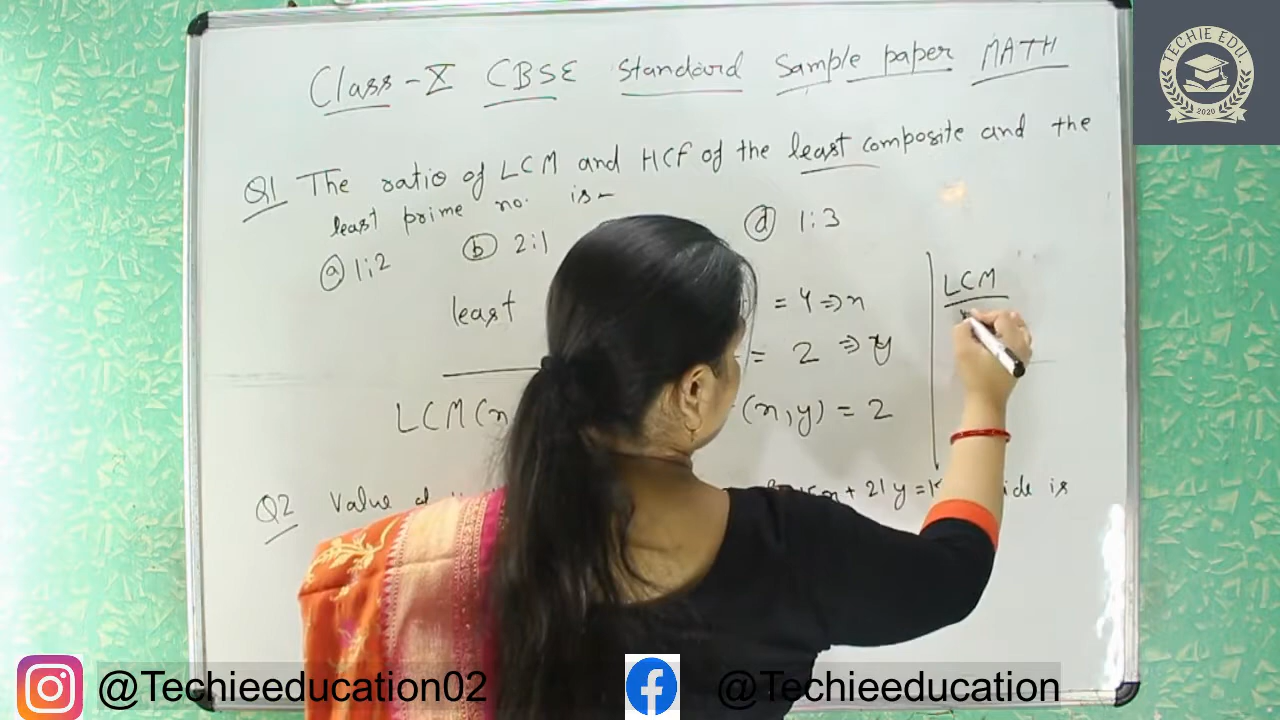 TECHIE EDU.
2020
Class-X CBSE Standard Sample paper MATH
Q1 The ratio of LCM and HCF of the least composite and the
least prime no. is-
(a) 1:2 (b) 2:1 (d) 1:3
least = 4 => x
= 2 => y
LCM(x (x,y) = 2
LCM
Q2 Value + 21y = is
@Techieeducation02 @Techieeducation